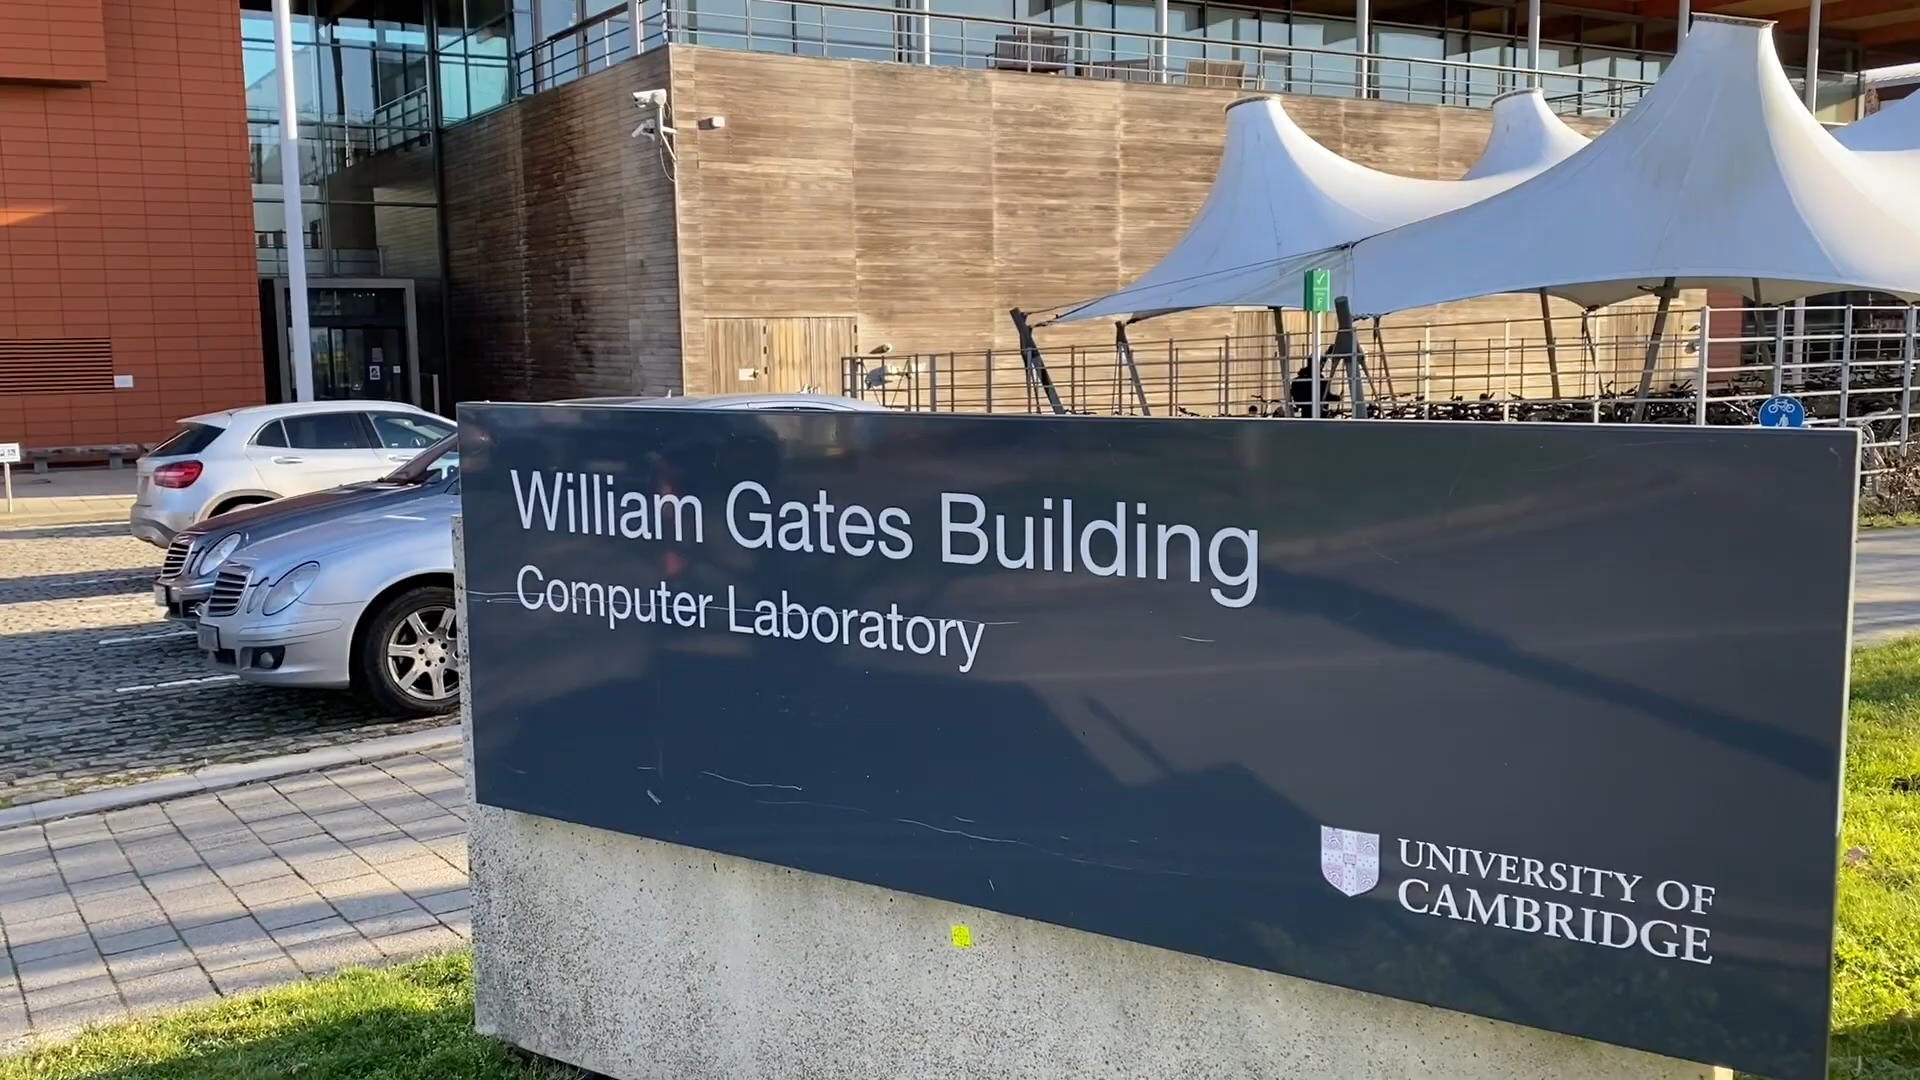 William Gates Building
Computer Laboratory
UNIVERSITY OF
CAMBRIDGE
F